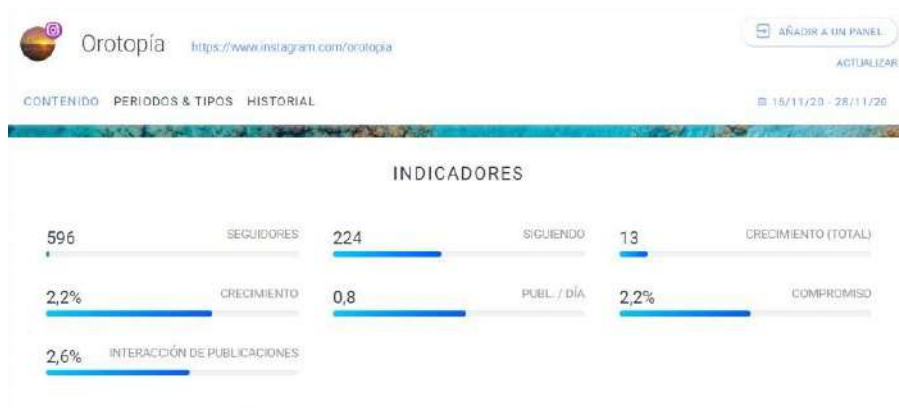 Orotopía https://www.instagram.com/orotopia
AÑADIR A UN PANEL
ACTUALIZAR
CONTENIDO PERIODOS & TIPOS HISTORIAL
15/11/20 - 28/11/20
INDICADORES
596 SEGUIDORES 224 SIGUIENDO 13 CRECIMIENTO (TOTAL)
2,2% CRECIMIENTO 0,8 PUBL. / DÍA 2,2% COMPROMISO
2,6% INTERACCIÓN DE PUBLICACIONES